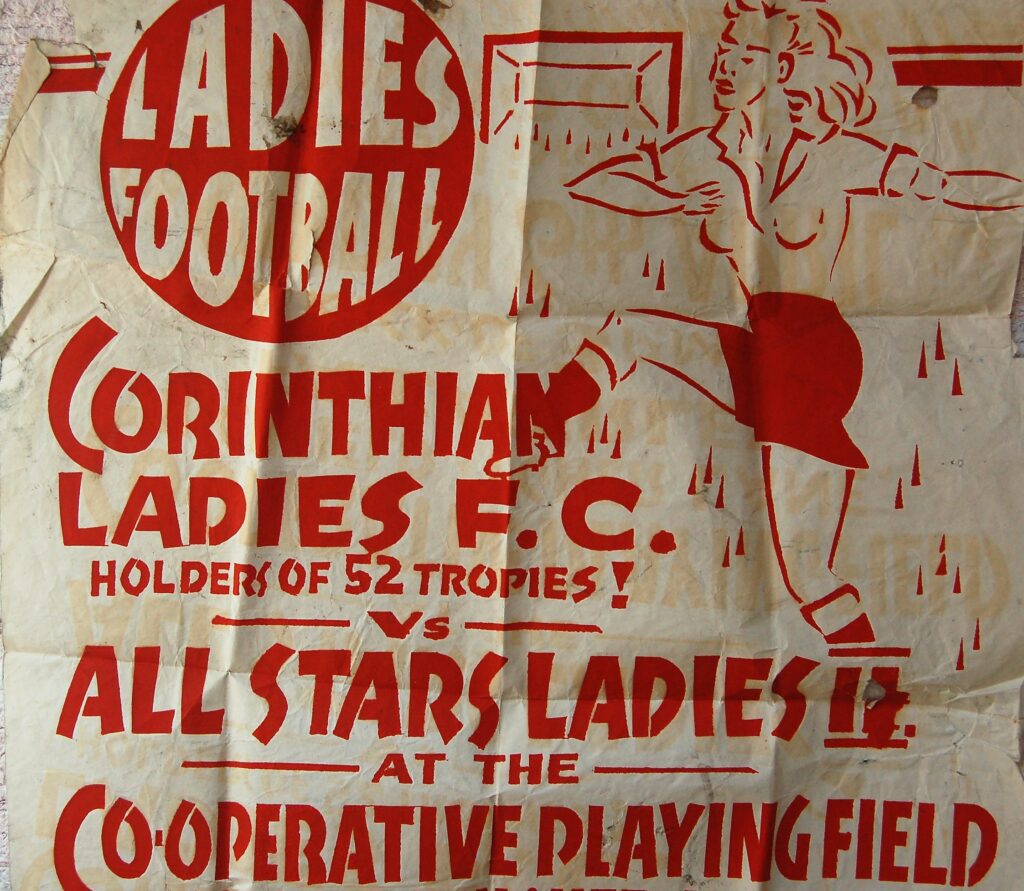 LADIES
FOOTBALL
CORINTHIAN
LADIES F.C.
HOLDERS OF 52 TROPIES!
Vs
ALL STARS LADIES
AT THE
CO-OPERATIVE PLAYING FIELD